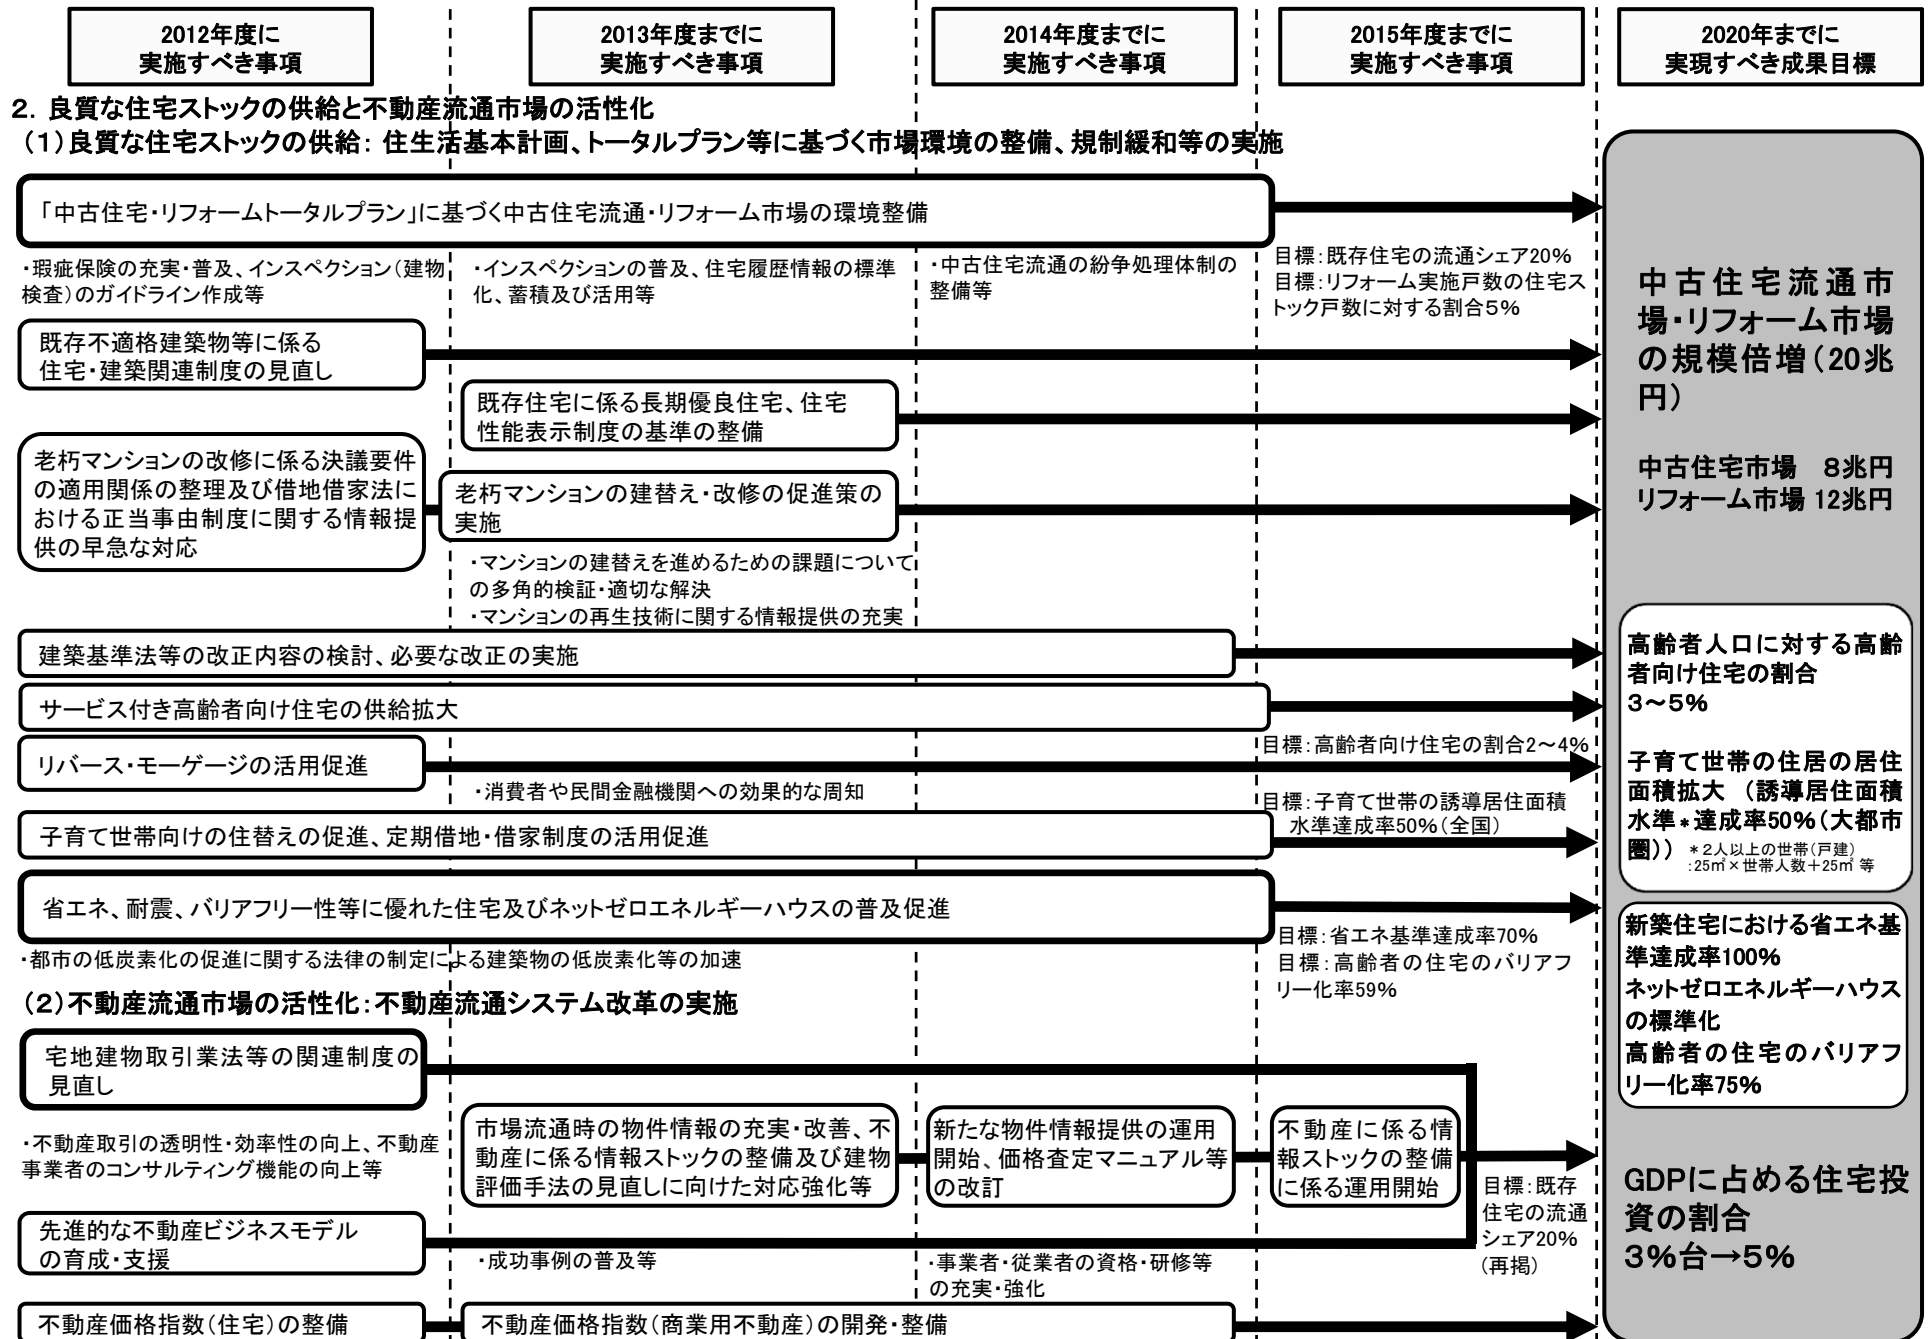 2012年度に
実施すべき事項
2013年度までに
実施すべき事項
2014年度までに
実施すべき事項
2015年度までに
実施すべき事項
2020年までに
実現すべき成果目標
２．良質な住宅ストックの供給と不動産流通市場の活性化
（１）良質な住宅ストックの供給：住生活基本計画、トータルプラン等に基づく市場環境の整備、規制緩和等の実施
「中古住宅・リフォームトータルプラン」に基づく中古住宅流通・リフォーム市場の環境整備
・瑕疵保険の充実・普及、インスペクション（建物
検査）のガイドライン作成等
・インスペクションの普及、住宅履歴情報の標準
化、蓄積及び活用等
・中古住宅流通の紛争処理体制の
整備等
目標：既存住宅の流通シェア20％
目標：リフォーム実施戸数の住宅ス
トック戸数に対する割合５％
既存不適格建築物等に係る
住宅・建築関連制度の見直し
既存住宅に係る長期優良住宅、住宅
性能表示制度の基準の整備
老朽マンションの改修に係る決議要件
の適用関係の整理及び借地借家法に
おける正当事由制度に関する情報提
供の早急な対応
老朽マンションの建替え・改修の促進策の
実施
・マンションの建替えを進めるための課題について
の多角的検証・適切な解決
・マンションの再生技術に関する情報提供の充実
建築基準法等の改正内容の検討、必要な改正の実施
サービス付き高齢者向け住宅の供給拡大
目標：高齢者向け住宅の割合2～4％
リバース・モーゲージの活用促進
・消費者や民間金融機関への効果的な周知
目標：子育て世帯の誘導居住面積
水準達成率50％（全国）
子育て世帯向けの住替えの促進、定期借地・借家制度の活用促進
省エネ、耐震、バリアフリー性等に優れた住宅及びネットゼロエネルギーハウスの普及促進
・都市の低炭素化の促進に関する法律の制定による建築物の低炭素化等の加速
目標：省エネ基準達成率70％
目標：高齢者の住宅のバリアフ
リー化率59％
（２）不動産流通市場の活性化：不動産流通システム改革の実施
宅地建物取引業法等の関連制度の
見直し
・不動産取引の透明性・効率性の向上、不動産
事業者のコンサルティング機能の向上等
市場流通時の物件情報の充実・改善、不
動産に係る情報ストックの整備及び建物
評価手法の見直しに向けた対応強化等
新たな物件情報提供の運用
開始、価格査定マニュアル等
の改訂
不動産に係る情
報ストックの整備
に係る運用開始
目標：既存
住宅の流通
シェア20％
（再掲）
先進的な不動産ビジネスモデル
の育成・支援
・成功事例の普及等
・事業者・従業者の資格・研修等
の充実・強化
不動産価格指数（住宅）の整備
不動産価格指数（商業用不動産）の開発・整備
中古住宅流通市
場・リフォーム市場
の規模倍増（20兆
円）
中古住宅市場　８兆円
リフォーム市場 12兆円
高齢者人口に対する高齢
者向け住宅の割合
３～５％
子育て世帯の住居の居住
面積拡大　（誘導居住面積
水準＊達成率50％（大都市
圏））　＊２人以上の世帯（戸建）
：25㎡×世帯人数＋25㎡ 等
新築住宅における省エネ基
準達成率100％
ネットゼロエネルギーハウス
の標準化
高齢者の住宅のバリアフ
リー化率75％
GDPに占める住宅投
資の割合
３％台→５％